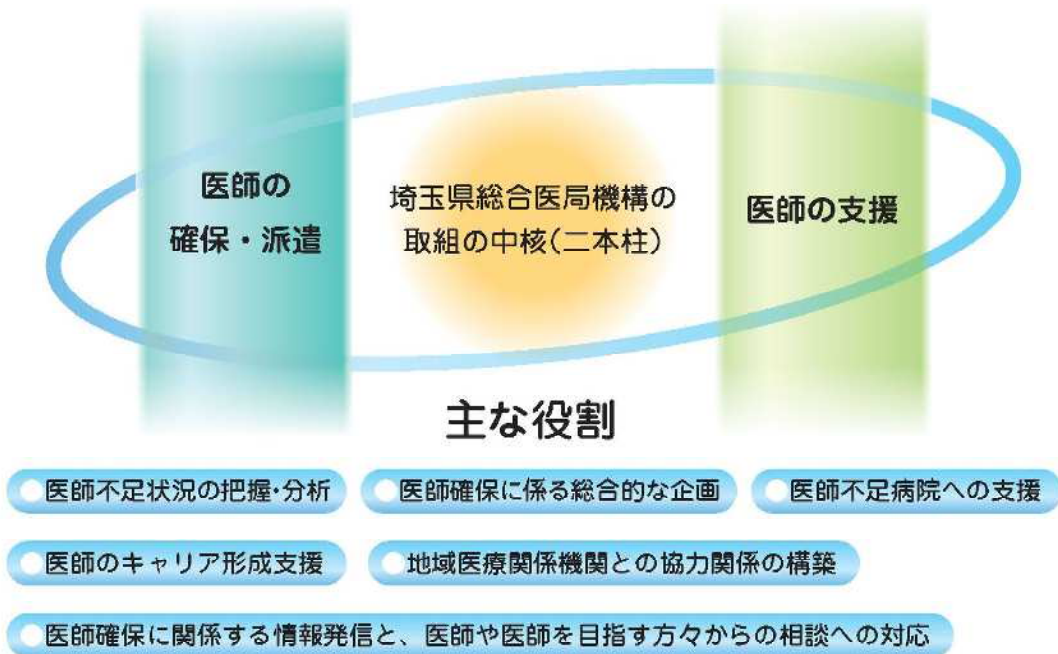 医師の
確保・派遣
埼玉県総合医局機構の
取組の中核(二本柱)
医師の支援
主な役割
医師不足状況の把握・分析
医師確保に係る総合的な企画
医師不足病院への支援
医師のキャリア形成支援
地域医療関係機関との協力関係の構築
医師確保に関係する情報発信と、医師や医師を目指す方々からの相談への対応